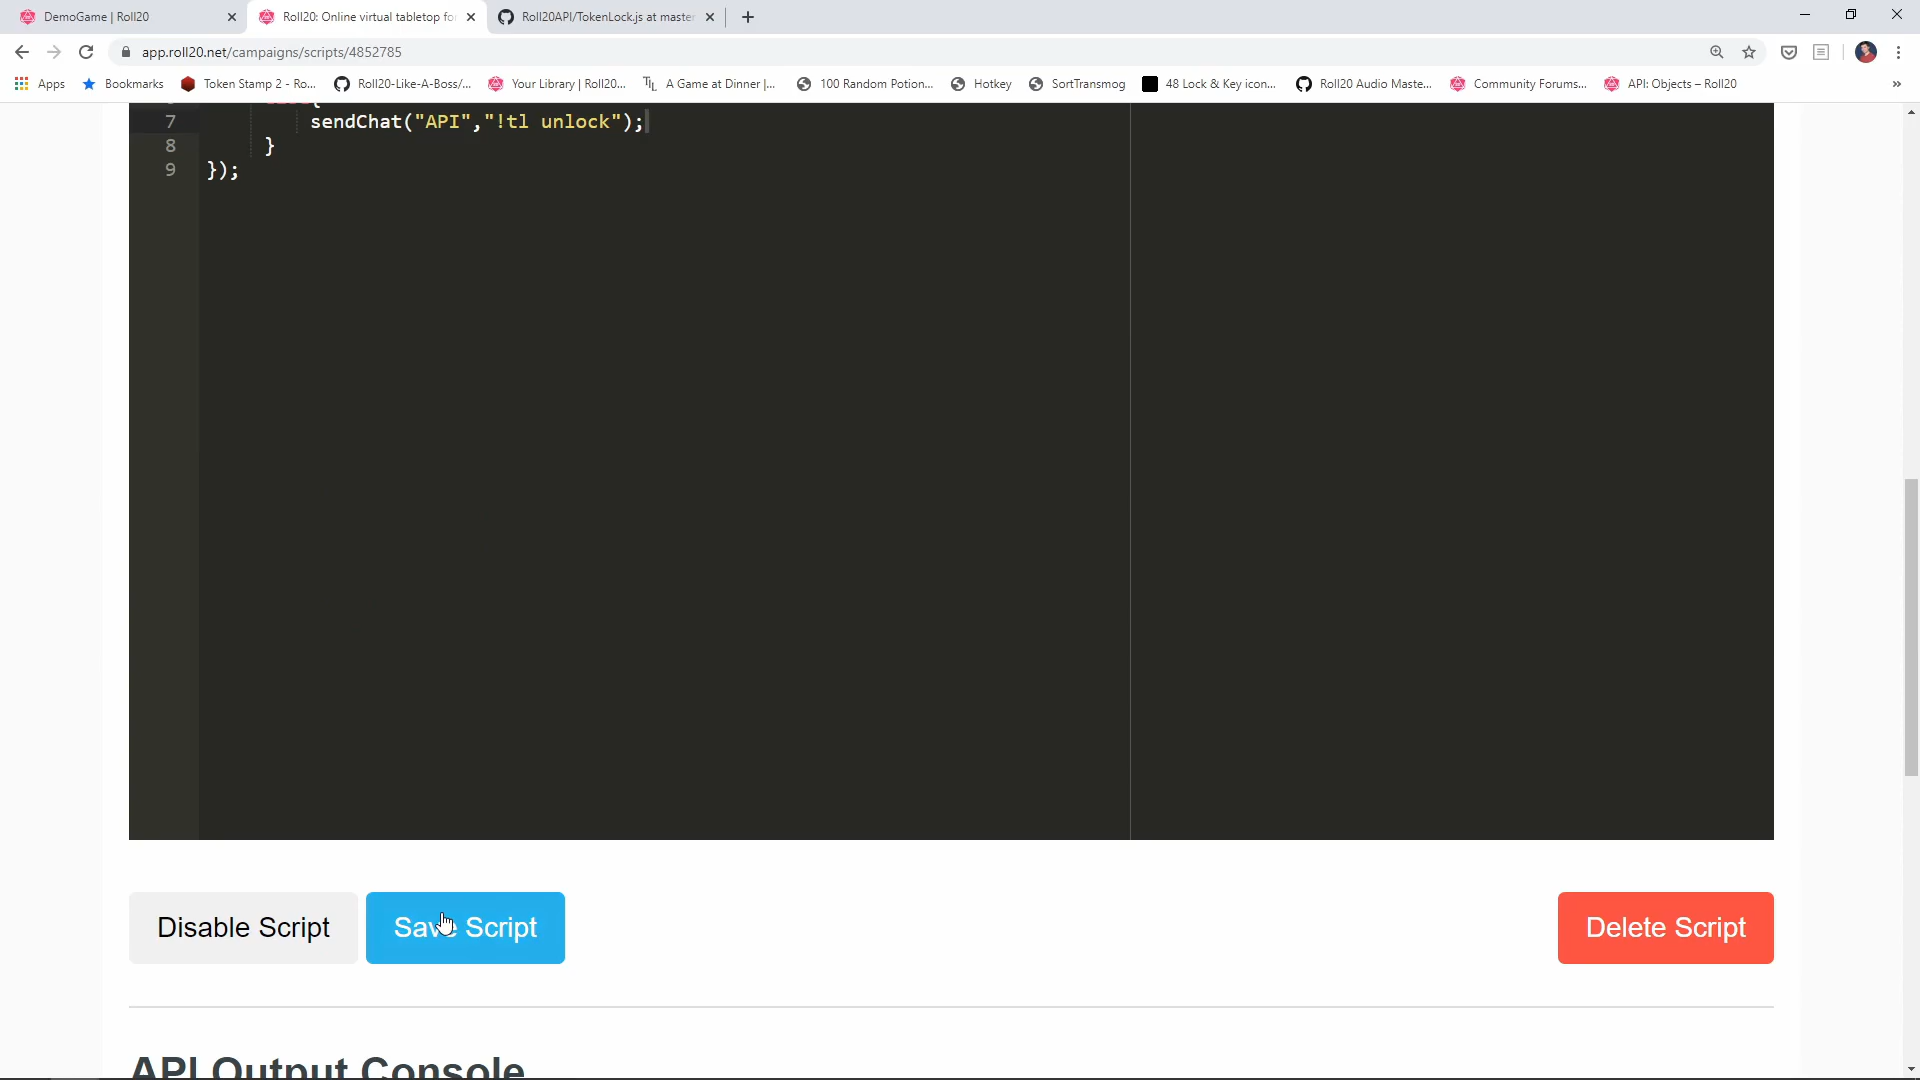 DemoGame | Roll20
Roll20: Online virtual tabletop fo
Roll20API/TokenLock.js at master
app.roll20.net/campaigns/scripts/4852785
Apps
Bookmarks
Token Stamp 2 - Ro...
Roll20-Like-A-Boss/...
Your Library | Roll20...
A Game at Dinner |...
100 Random Potion...
Hotkey
SortTransmog
48 Lock & Key icon...
Roll20 Audio Maste...
Community Forums...
API: Objects – Roll20
»
7 sendChat("API","!tl unlock");
8 }
9 });
Disable Script
Save Script
Delete Script
API Output Console